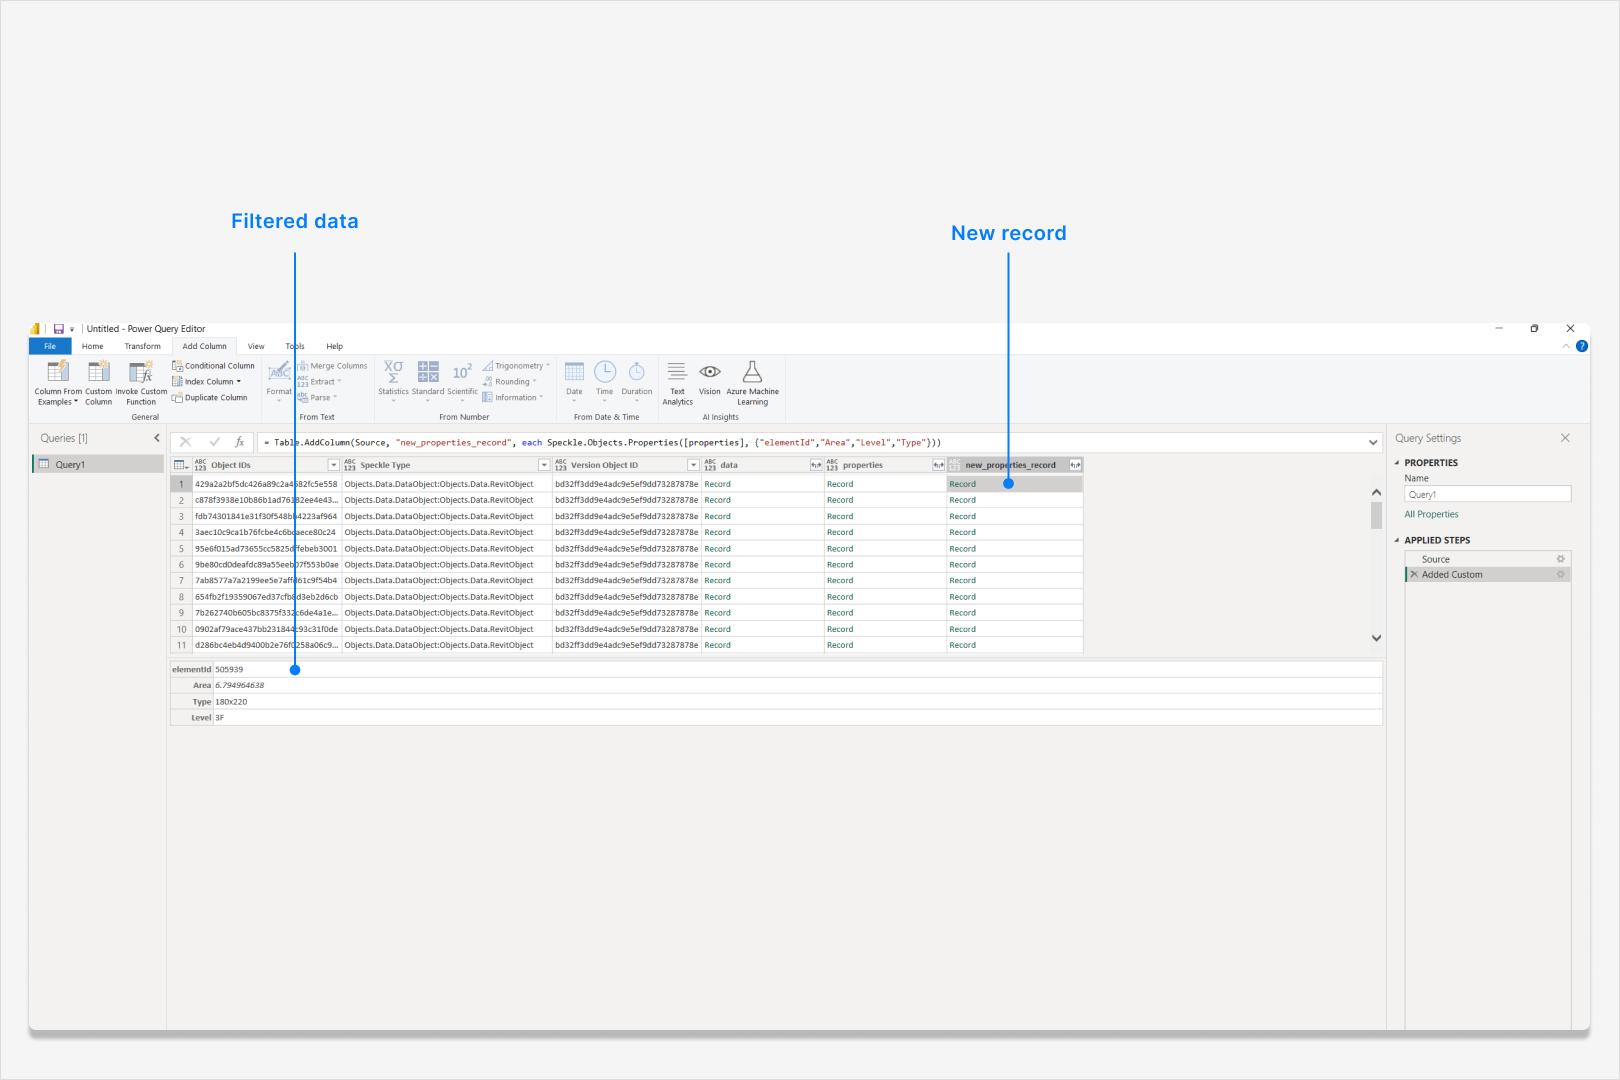 Filtered data
New record
Untitled - Power Query Editor
File Home Transform Add Column View Tools Help
Column From Examples
Custom Column
Invoke Custom Function
Conditional Column
Index Column
Duplicate Column
General
Format
Merge Columns
Extract
Parse
From Text
Statistics
Standard
Scientific
Trigonometry
Rounding
Information
From Number
Date
Time
Duration
From Date & Time
Text Analytics
Vision
Azure Machine Learning
AI Insights
Queries [1]
Query1
= Table.AddColumn(Source, "new_properties_record", each Speckle.Objects.Properties([properties], {"elementId","Area","Level","Type"}))
Object IDs Speckle Type Version Object ID data properties new_properties_record
1 429a2a2bf5dc426a89c2a4582fc5e558 Objects.Data.DataObject:Objects.Data.RevitObject bd32ff3dd9e4adc9e5ef9dd73287878e Record Record Record
2 Objects.Data.DataObject:Objects.Data.RevitObject bd32ff3dd9e4adc9e5ef9dd73287878e Record Record Record
3 Objects.Data.DataObject:Objects.Data.RevitObject bd32ff3dd9e4adc9e5ef9dd73287878e Record Record Record
4 Objects.Data.DataObject:Objects.Data.RevitObject bd32ff3dd9e4adc9e5ef9dd73287878e Record Record Record
5 Objects.Data.DataObject:Objects.Data.RevitObject bd32ff3dd9e4adc9e5ef9dd73287878e Record Record Record
6 Objects.Data.DataObject:Objects.Data.RevitObject bd32ff3dd9e4adc9e5ef9dd73287878e Record Record Record
7 Objects.Data.DataObject:Objects.Data.RevitObject bd32ff3dd9e4adc9e5ef9dd73287878e Record Record Record
8 Objects.Data.DataObject:Objects.Data.RevitObject bd32ff3dd9e4adc9e5ef9dd73287878e Record Record Record
9 Objects.Data.DataObject:Objects.Data.RevitObject bd32ff3dd9e4adc9e5ef9dd73287878e Record Record Record
10 Objects.Data.DataObject:Objects.Data.RevitObject bd32ff3dd9e4adc9e5ef9dd73287878e Record Record Record
11 Objects.Data.DataObject:Objects.Data.RevitObject bd32ff3dd9e4adc9e5ef9dd73287878e Record Record Record
elementId 505939
Area 6.794964638
Type 180x220
Level 3F
Query Settings
PROPERTIES
Name
Query1
All Properties
APPLIED STEPS
Source
Added Custom